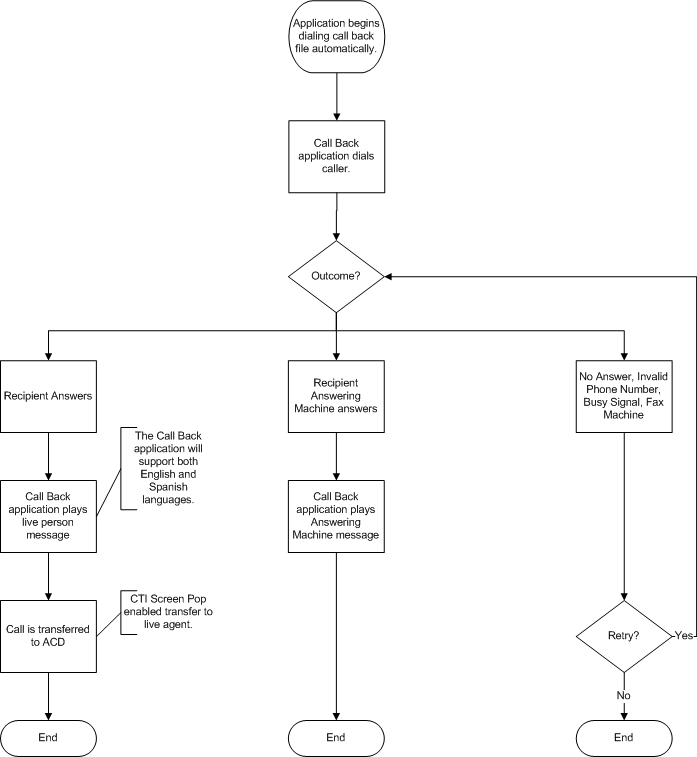 Application begins
dialing call back
file automatically.
Call Back
application dials
caller.
Outcome?
Recipient Answers
Recipient
Answering
Machine answers
No Answer, Invalid
Phone Number,
Busy Signal, Fax
Machine
The Call Back
application will
support both
English and
Spanish
languages.
Call Back
application plays
live person
message
Call Back
application plays
Answering
Machine message
CTI Screen Pop
enabled transfer to
live agent.
Call is transferred
to ACD
Retry?
Yes
No
End
End
End